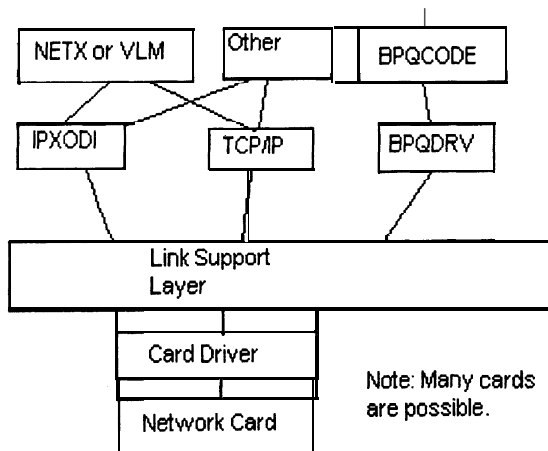 NETX or VLM
Other
BPQCODE
IPXODI
TCP/IP
BPQDRV
Link Support
Layer
Card Driver
Note: Many cards
are possible.
Network Card